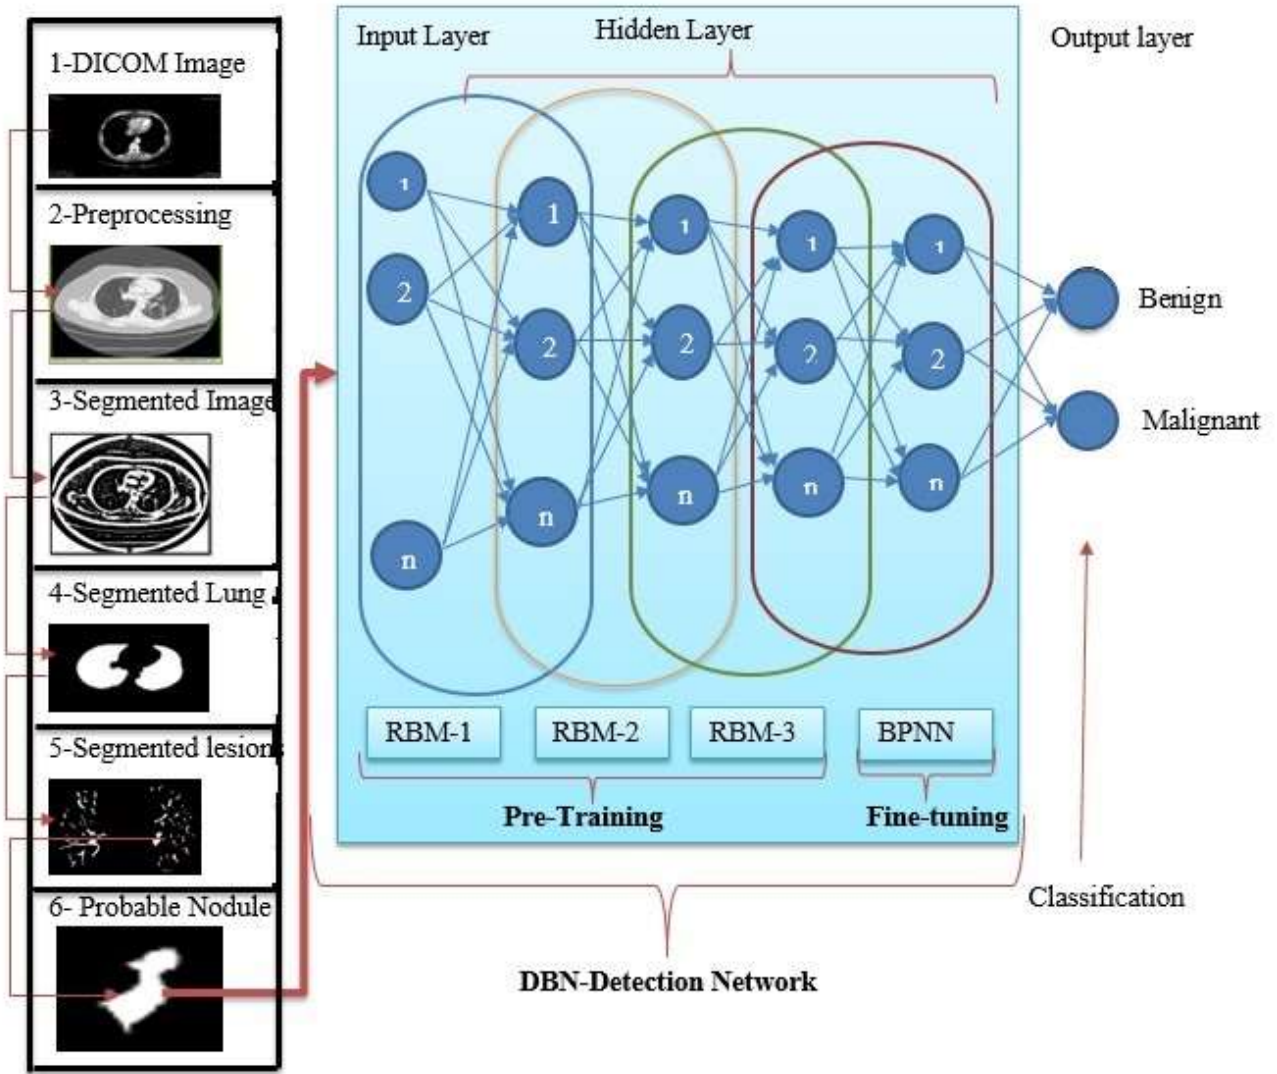 1-DICOM Image
2-Preprocessing
3-Segmented Image
4-Segmented Lung
5-Segmented lesions
6- Probable Nodule
Input Layer
Hidden Layer
Output layer
1
2
n
1
2
n
1
2
n
1
2
n
1
2
n
Benign
Malignant
RBM-1
RBM-2
RBM-3
BPNN
Pre-Training
Fine-tuning
Classification
DBN-Detection Network